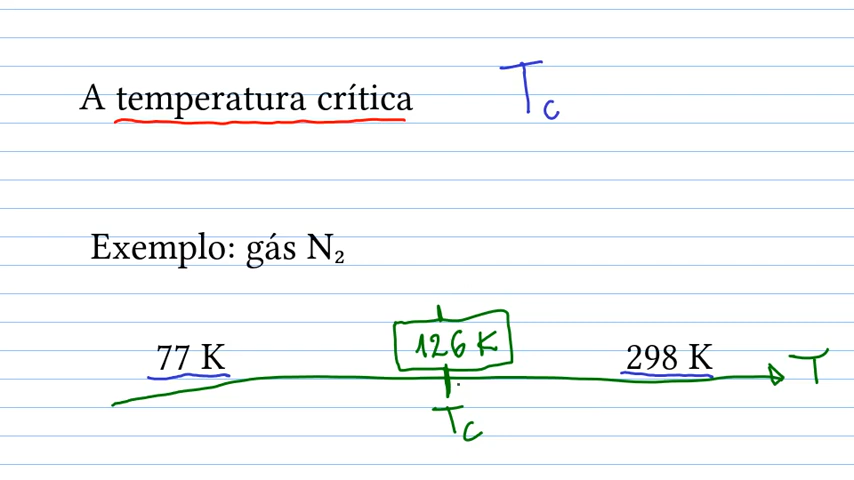 A temperatura crítica T_c
Exemplo: gás N₂
77 K 126 K 298 K T
T_c